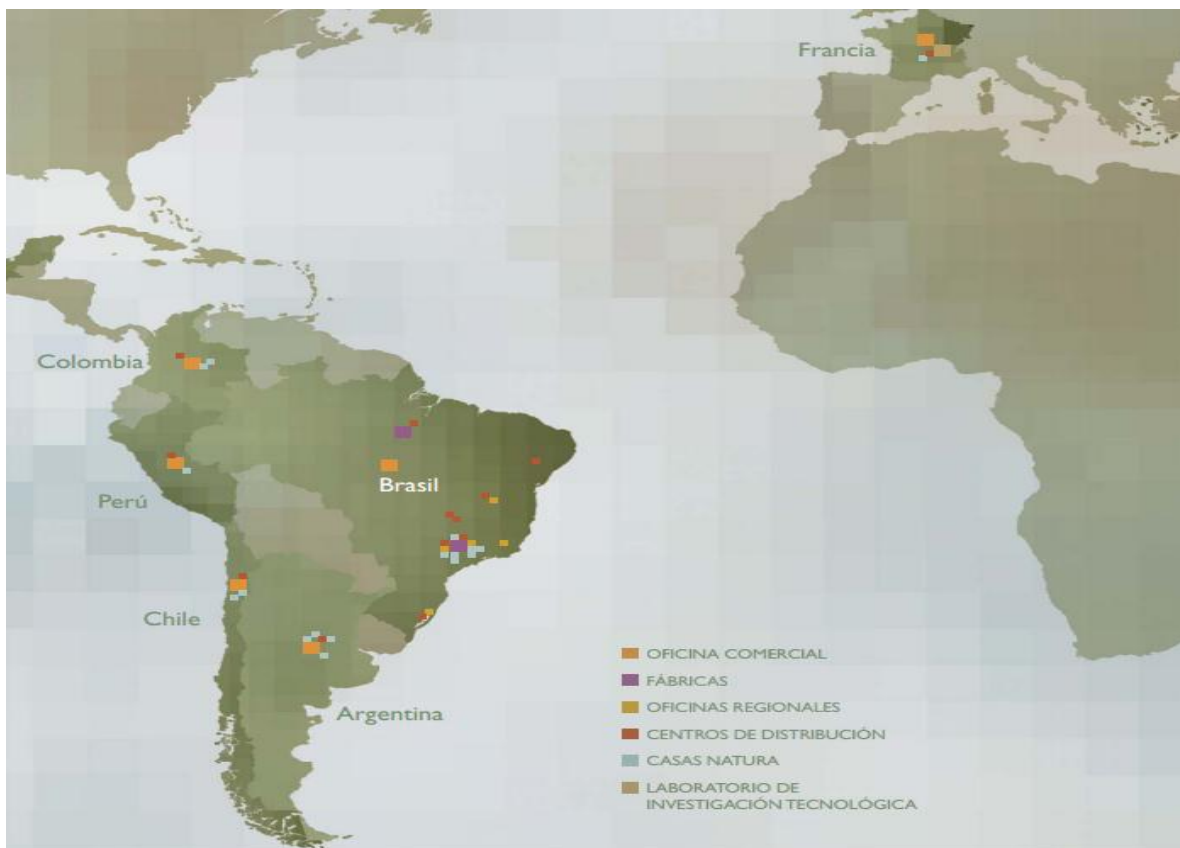 Francia
Colombia
Brasil
Perú
Chile
Argentina
OFICINA COMERCIAL
FÁBRICAS
OFICINAS REGIONALES
CENTROS DE DISTRIBUCIÓN
CASAS NATURA
LABORATORIO DE
INVESTIGACIÓN TECNOLÓGICA